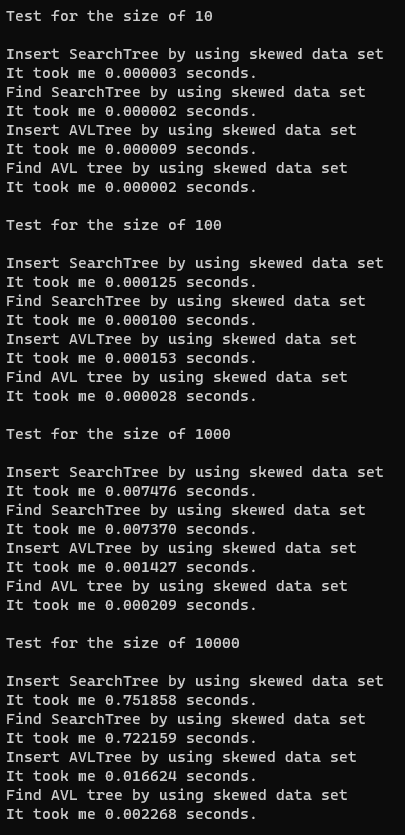 Test for the size of 10
Insert SearchTree by using skewed data set
It took me 0.000003 seconds.
Find SearchTree by using skewed data set
It took me 0.000002 seconds.
Insert AVLTree by using skewed data set
It took me 0.000009 seconds.
Find AVL tree by using skewed data set
It took me 0.000002 seconds.
Test for the size of 100
Insert SearchTree by using skewed data set
It took me 0.000125 seconds.
Find SearchTree by using skewed data set
It took me 0.000100 seconds.
Insert AVLTree by using skewed data set
It took me 0.000153 seconds.
Find AVL tree by using skewed data set
It took me 0.000028 seconds.
Test for the size of 1000
Insert SearchTree by using skewed data set
It took me 0.007476 seconds.
Find SearchTree by using skewed data set
It took me 0.007370 seconds.
Insert AVLTree by using skewed data set
It took me 0.001427 seconds.
Find AVL tree by using skewed data set
It took me 0.000209 seconds.
Test for the size of 10000
Insert SearchTree by using skewed data set
It took me 0.751858 seconds.
Find SearchTree by using skewed data set
It took me 0.722159 seconds.
Insert AVLTree by using skewed data set
It took me 0.016624 seconds.
Find AVL tree by using skewed data set
It took me 0.002268 seconds.